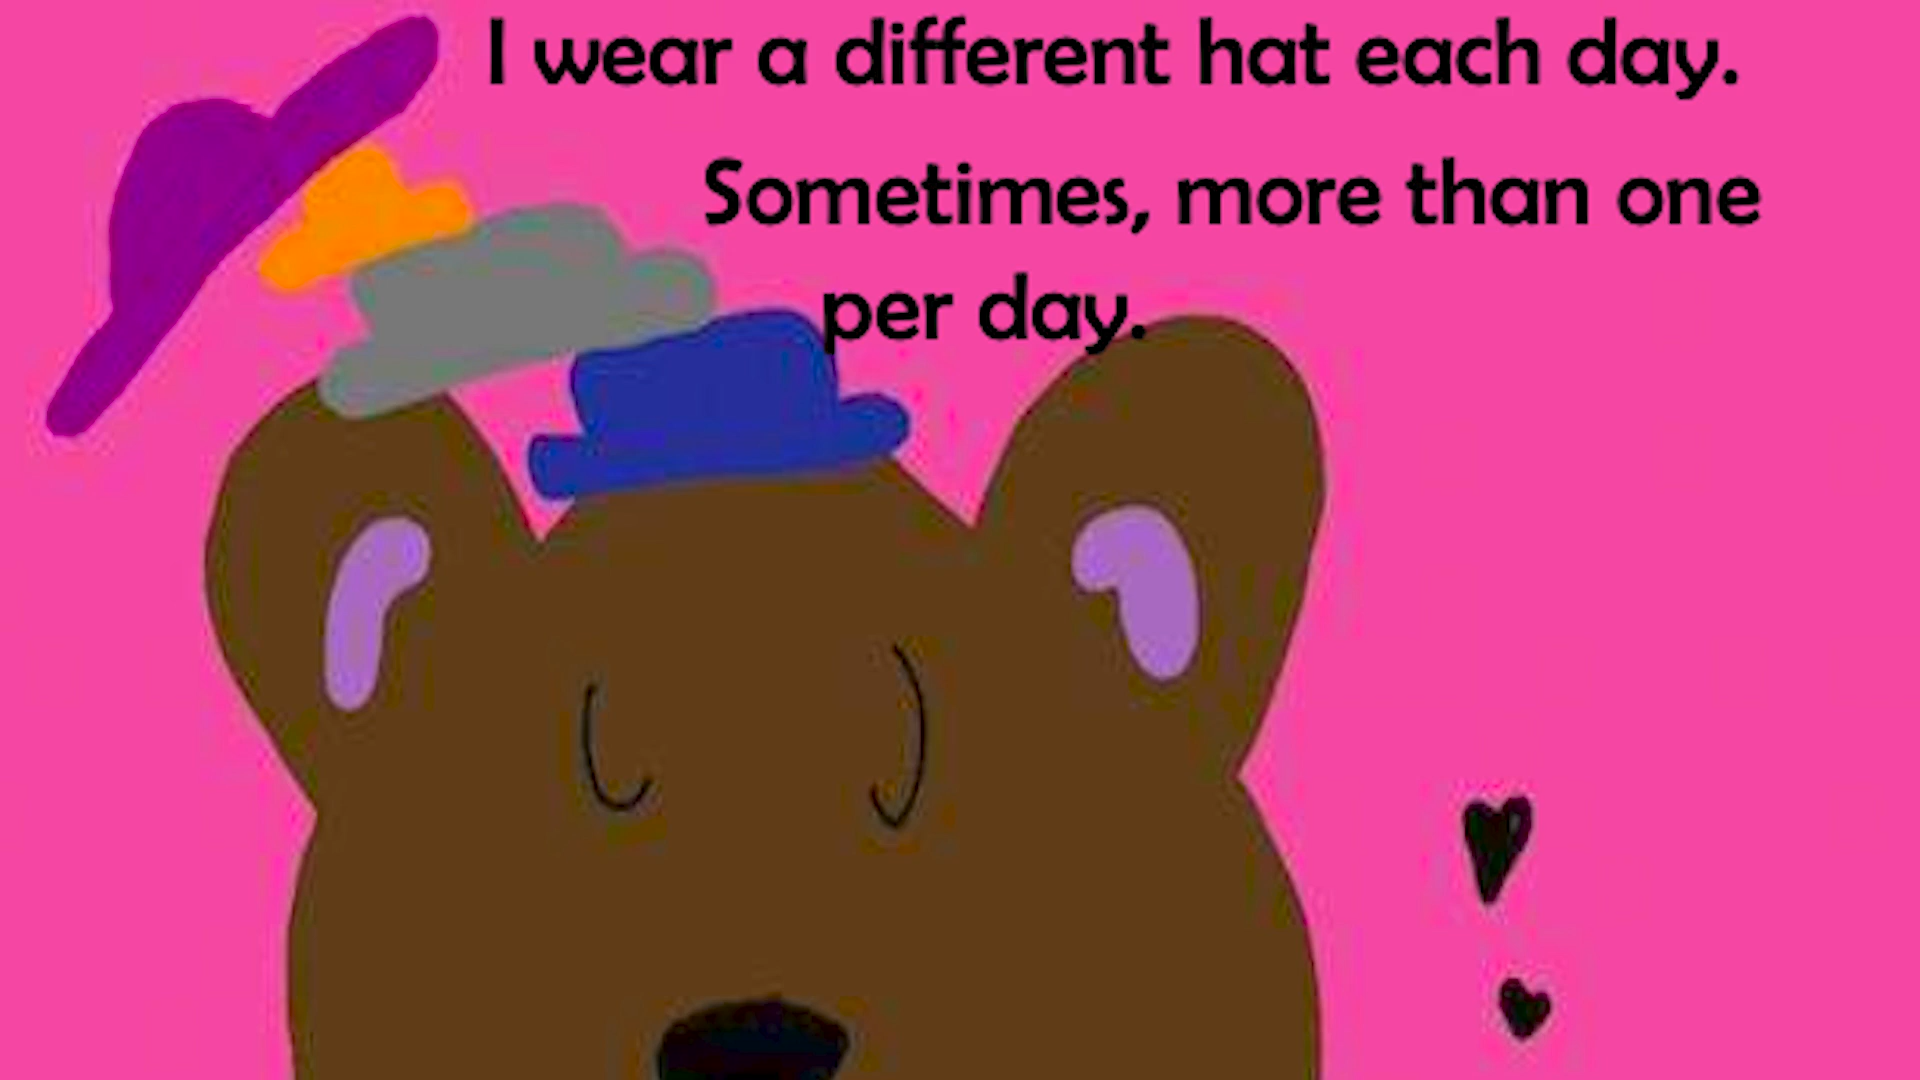 I wear a different hat each day.
Sometimes, more than one
per day.